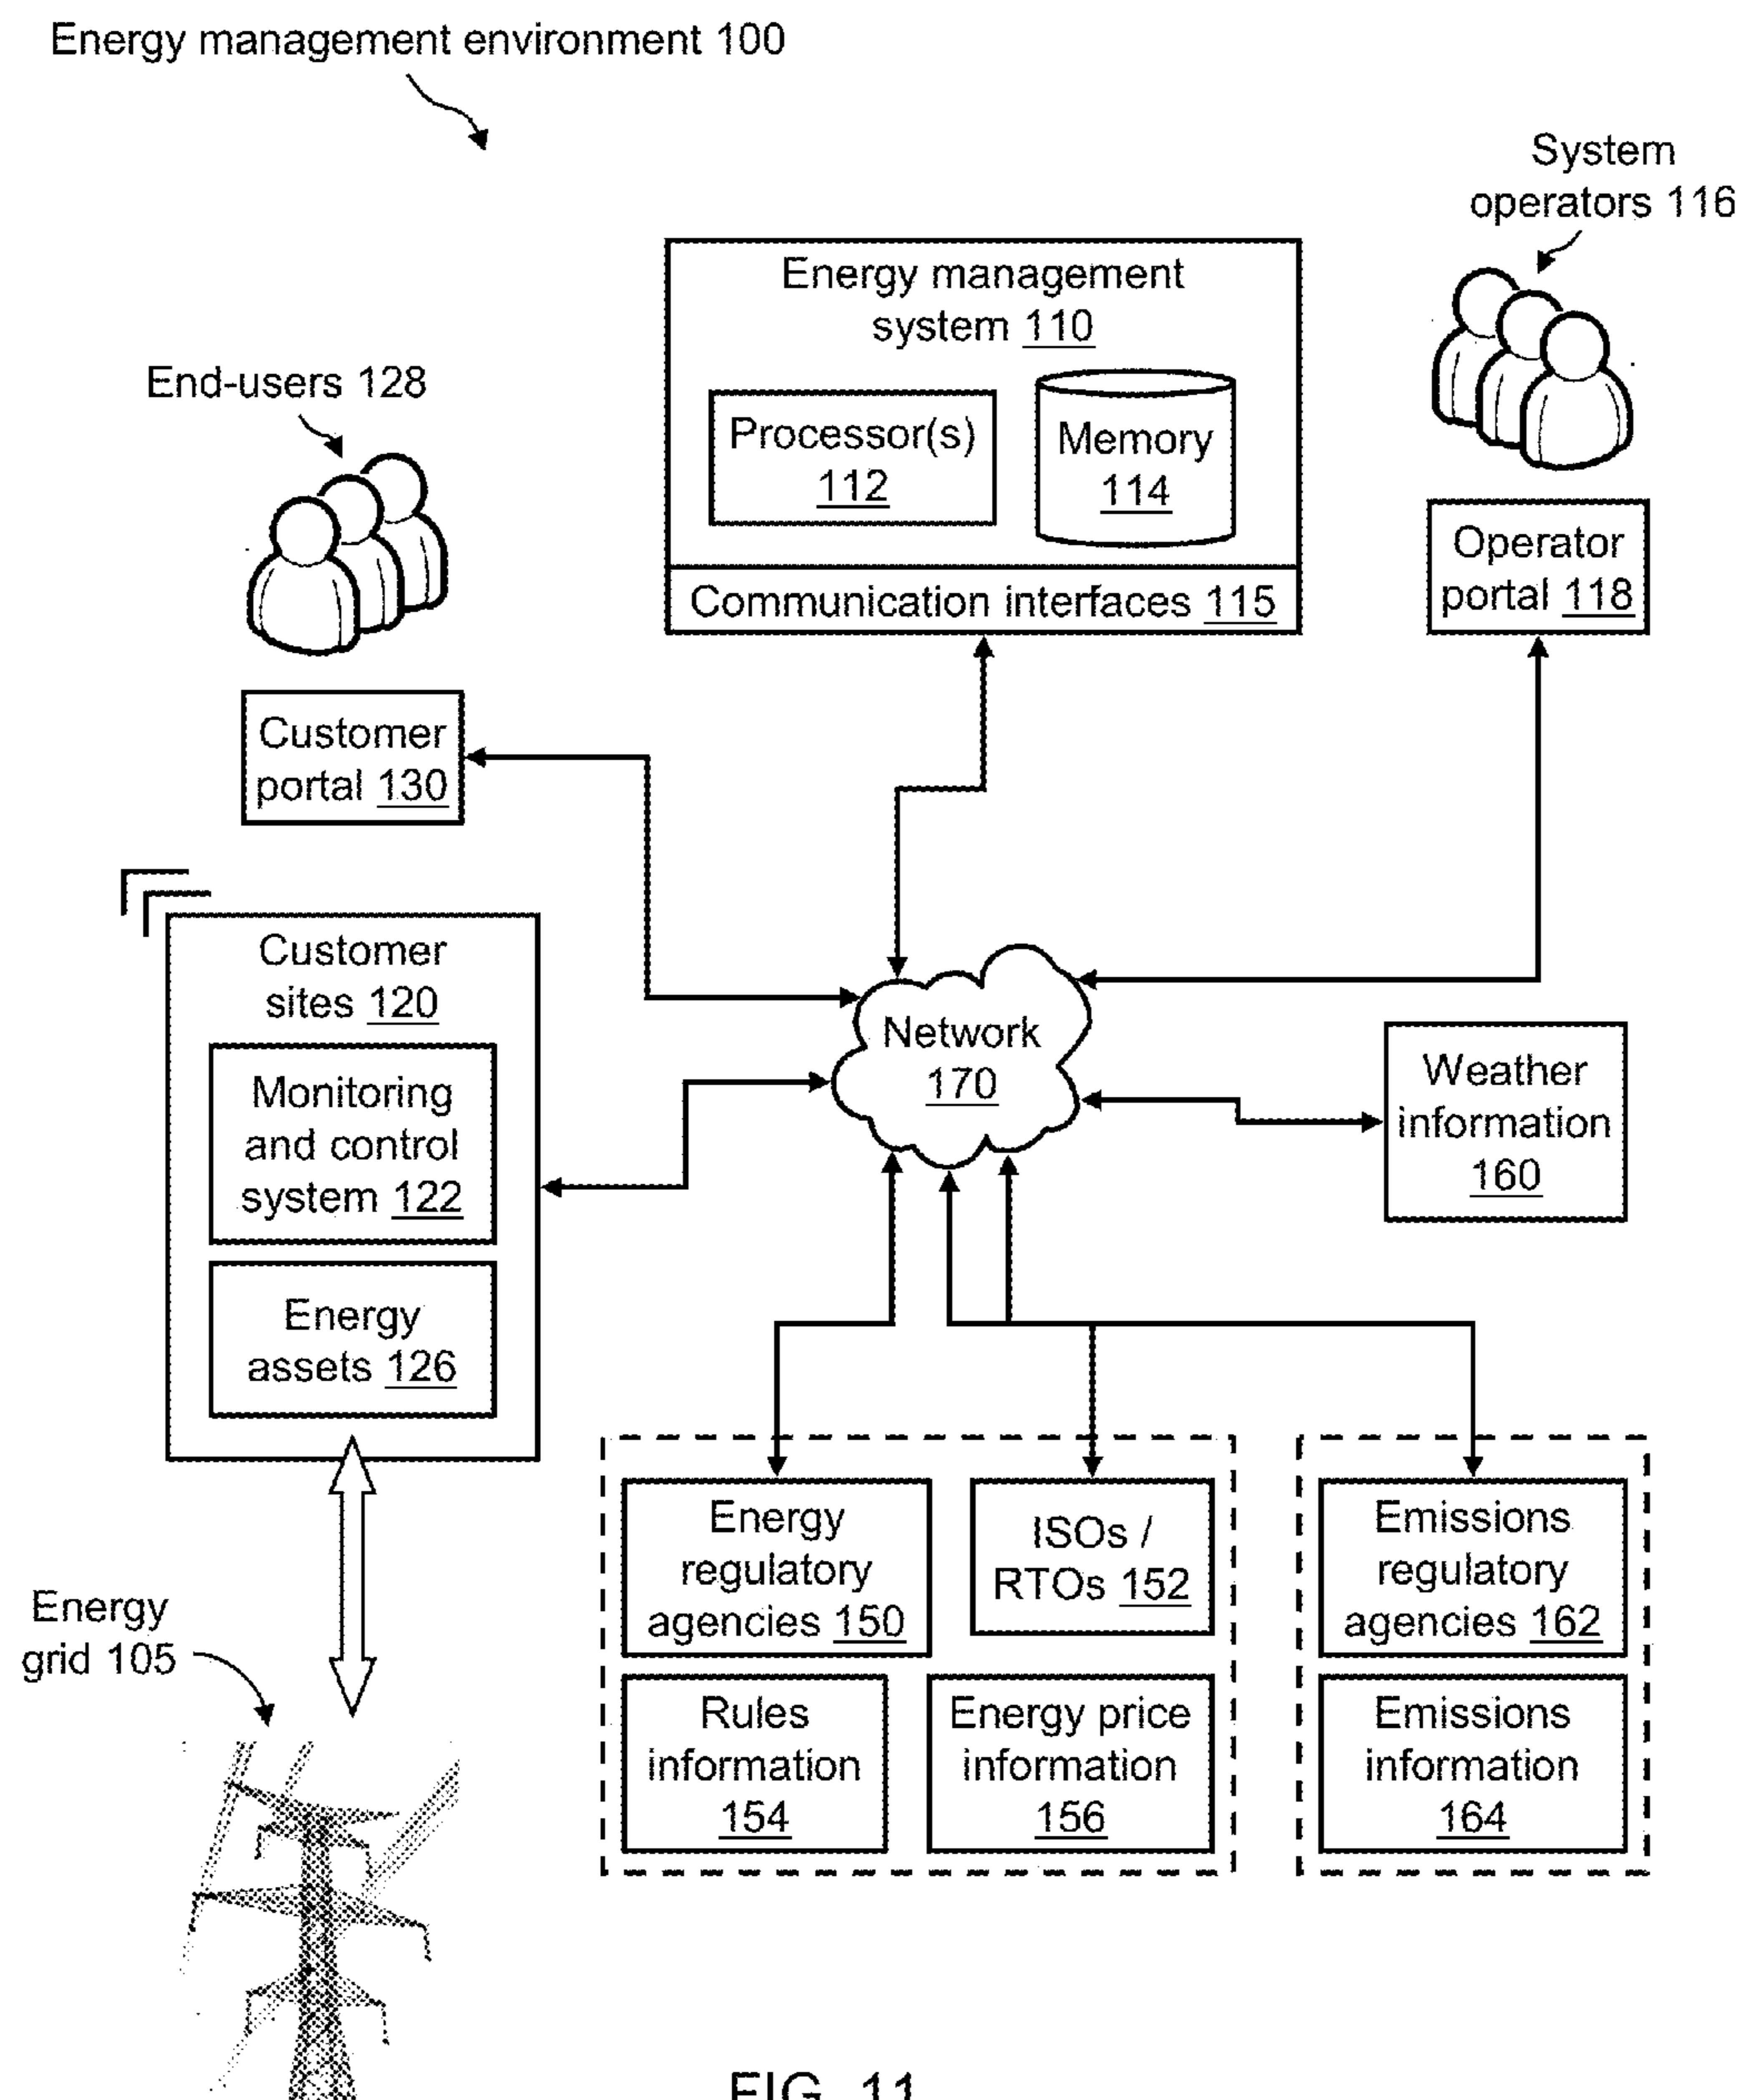 Energy management environment 100
System
operators 116
Energy management
system 110
Processor(s)
112
Memory
114
Communication interfaces 115
End-users 128
Operator
portal 118
Customer
portal 130
Customer
sites 120
Monitoring
and control
system 122
Energy
assets 126
Network
170
Weather
information
160
Energy
grid 105
Energy
regulatory
agencies 150
ISOs /
RTOs 152
Emissions
regulatory
agencies 162
Rules
information
154
Energy price
information
156
Emissions
information
164
FIG. 11